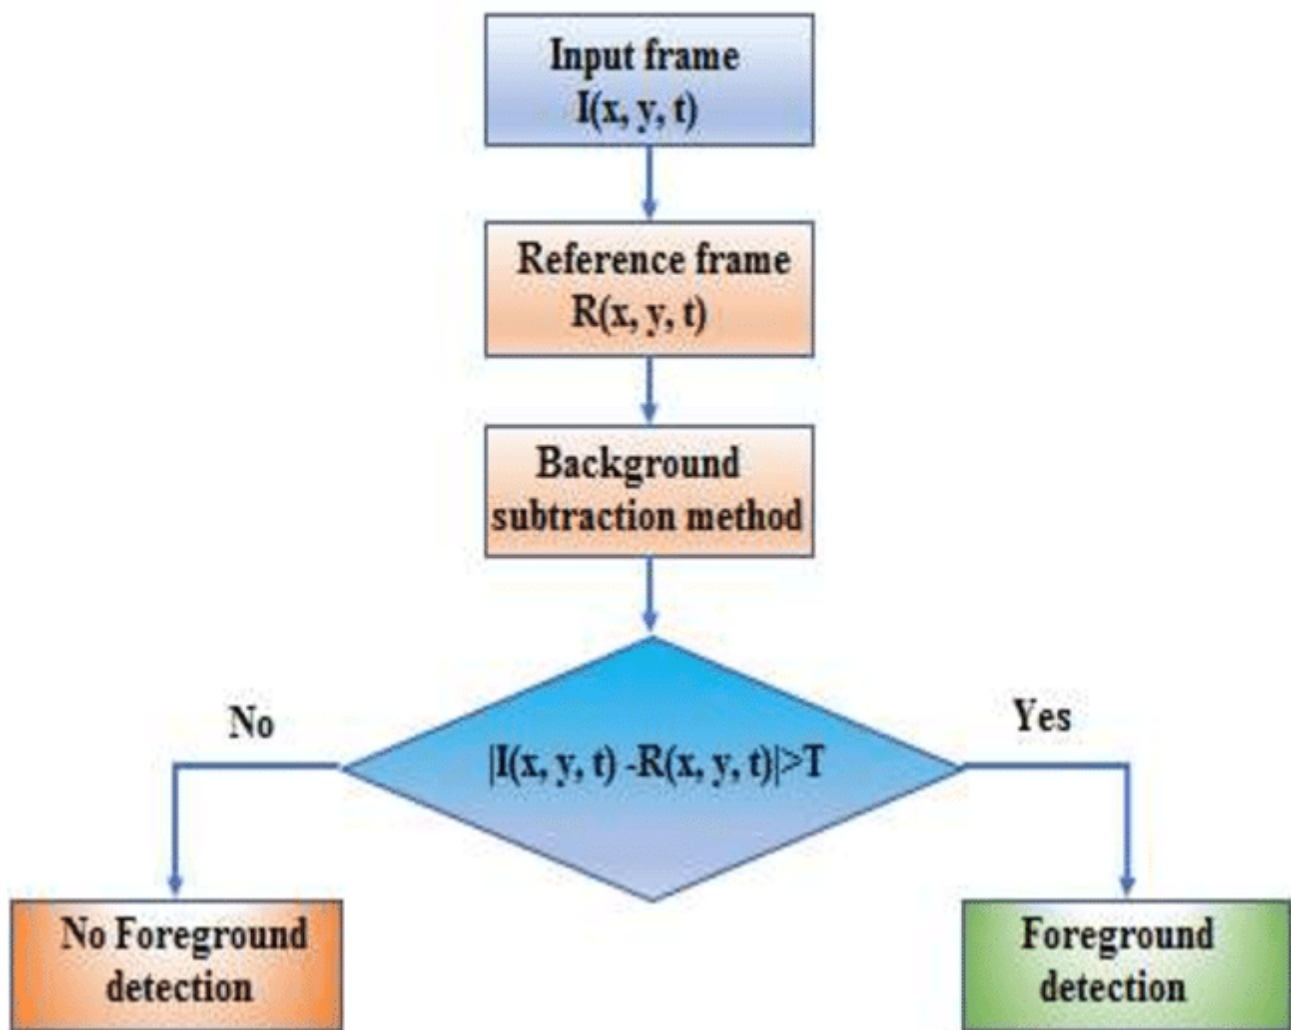 Input frame
I(x, y, t)
Reference frame
R(x, y, t)
Background
subtraction method
No
Yes
|I(x, y, t) -R(x, y, t)|>T
No Foreground
detection
Foreground
detection